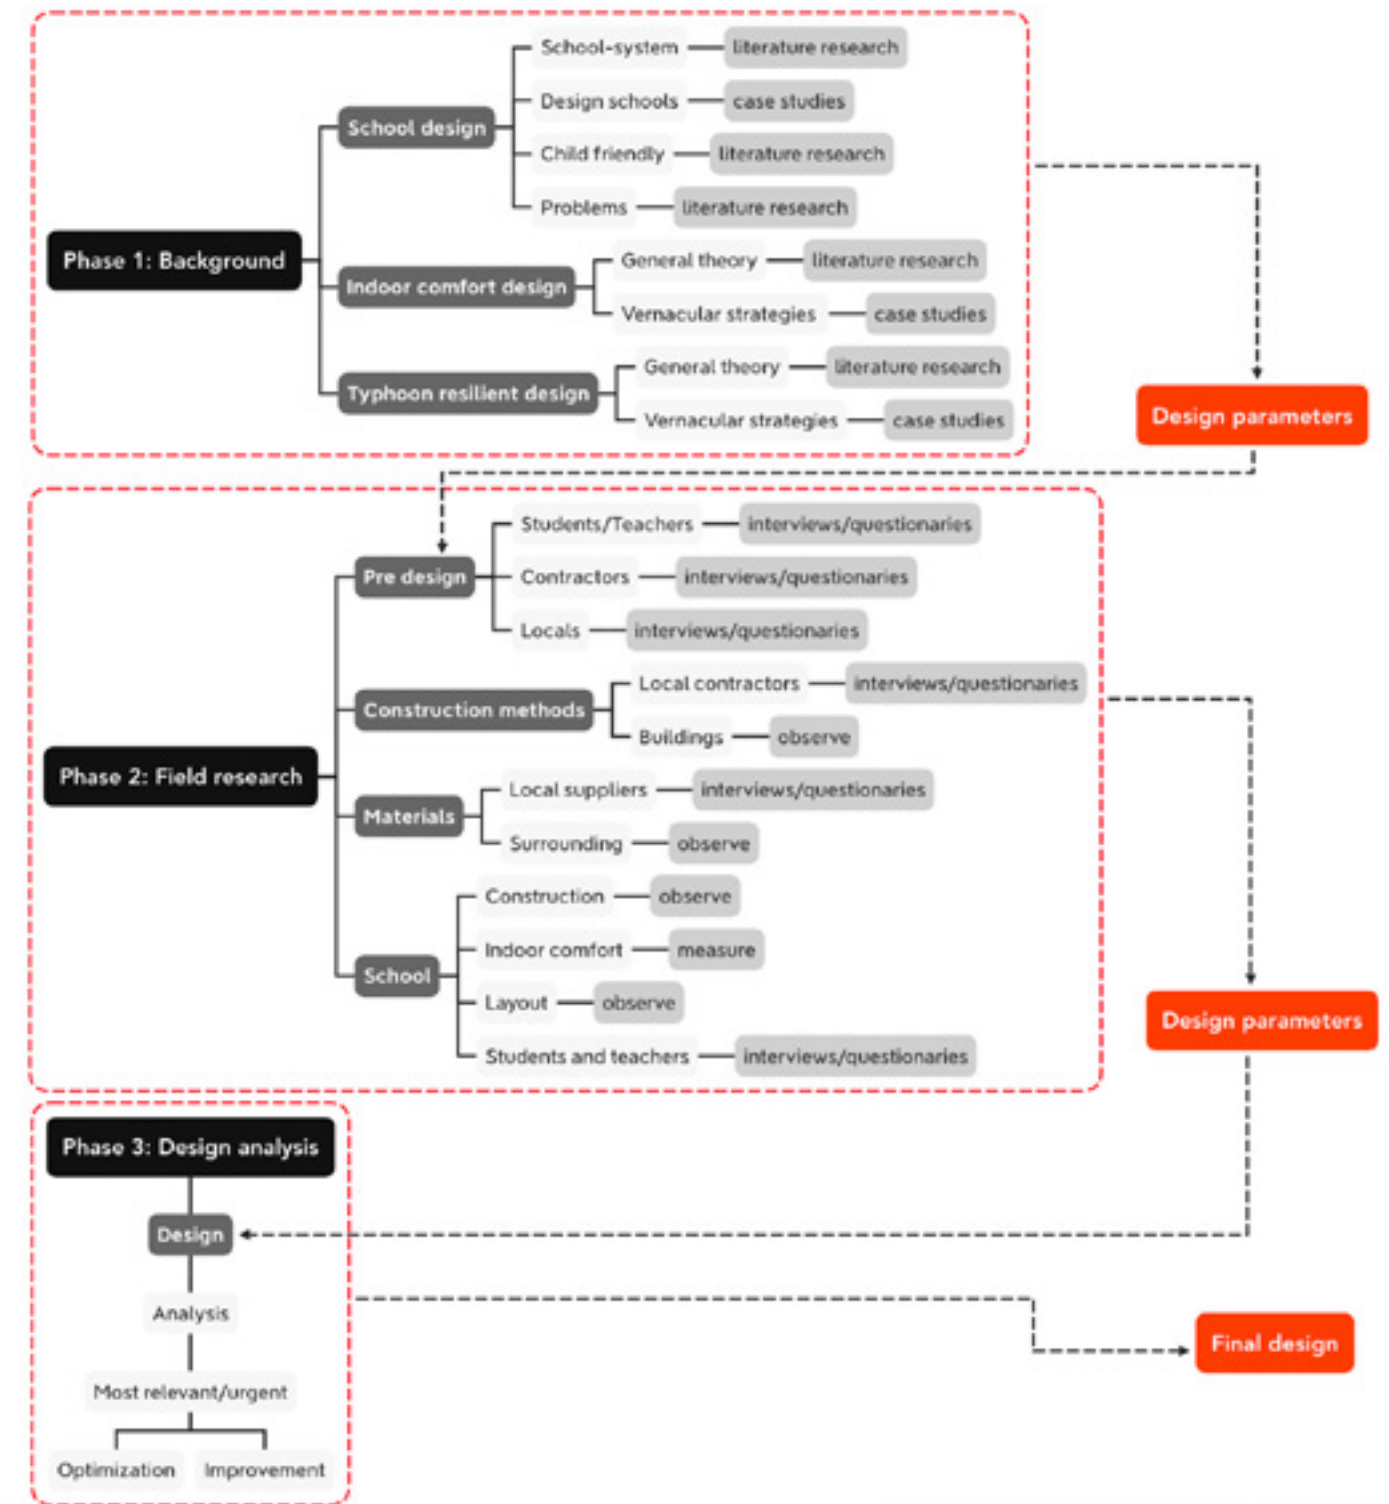 School-system literature research
Design schools case studies
School design
Child friendly literature research
Problems literature research
Phase 1: Background
General theory literature research
Indoor comfort design
Vernacular strategies case studies
General theory literature research
Typhoon resilient design
Vernacular strategies case studies
Design parameters
Students/Teachers interviews/questionaries
Pre design
Contractors interviews/questionaries
Locals interviews/questionaries
Local contractors interviews/questionaries
Construction methods
Buildings observe
Phase 2: Field research
Local suppliers interviews/questionaries
Materials
Surrounding observe
Construction observe
Indoor comfort measure
School
Layout observe
Students and teachers interviews/questionaries
Design parameters
Phase 3: Design analysis
Design
Analysis
Most relevant/urgent
Optimization Improvement
Final design